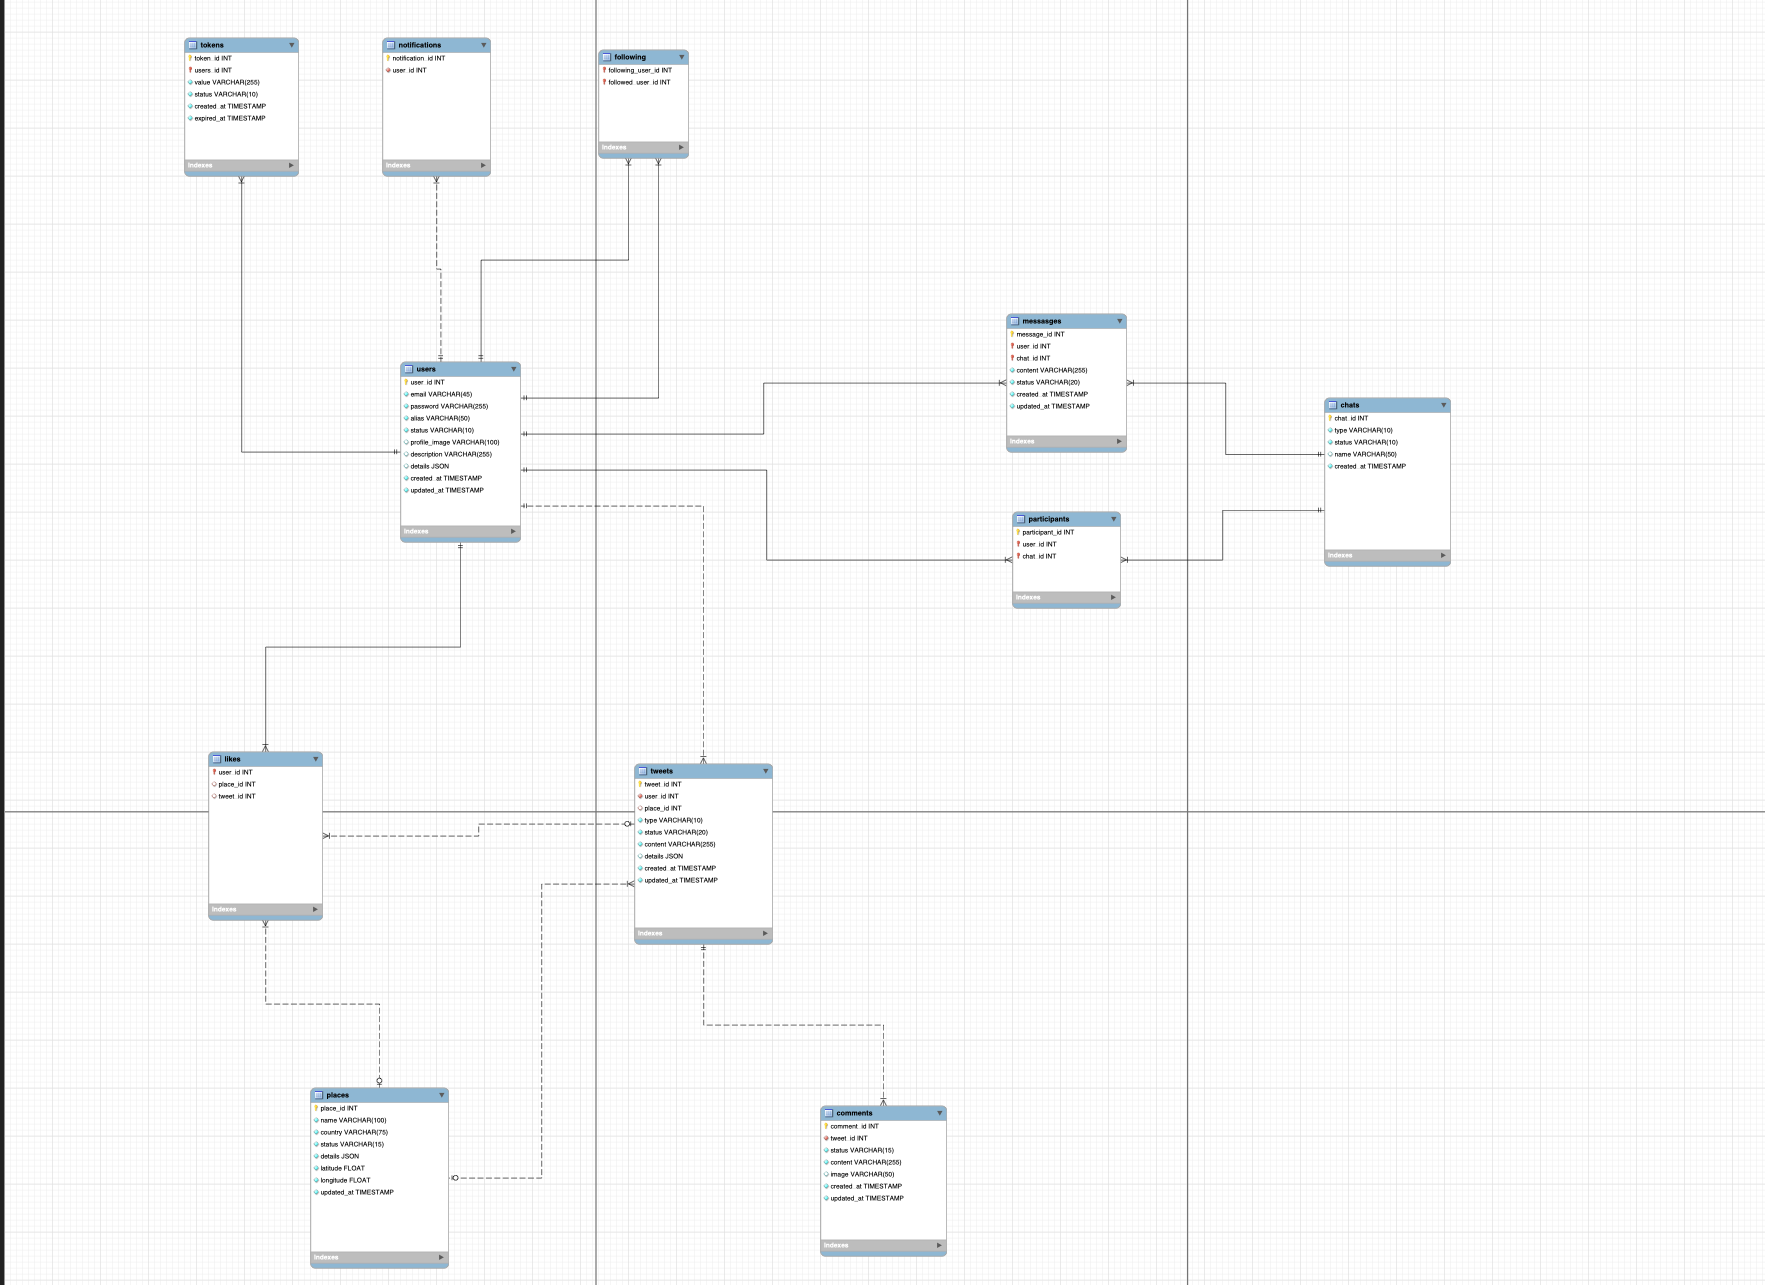 tokens
token_id INT
users_id INT
value VARCHAR(255)
status VARCHAR(10)
created_at TIMESTAMP
expired_at TIMESTAMP
Indexes
notifications
notification_id INT
user_id INT
Indexes
following
following_user_id INT
followed_user_id INT
Indexes
users
user_id INT
email VARCHAR(45)
password VARCHAR(255)
alias VARCHAR(50)
status VARCHAR(10)
profile_image VARCHAR(100)
description VARCHAR(255)
details JSON
created_at TIMESTAMP
updated_at TIMESTAMP
Indexes
messasges
message_id INT
user_id INT
chat_id INT
content VARCHAR(255)
status VARCHAR(20)
created_at TIMESTAMP
updated_at TIMESTAMP
Indexes
chats
chat_id INT
type VARCHAR(10)
status VARCHAR(10)
name VARCHAR(50)
created_at TIMESTAMP
Indexes
participants
participant_id INT
user_id INT
chat_id INT
Indexes
likes
user_id INT
place_id INT
tweet_id INT
Indexes
tweets
tweet_id INT
user_id INT
place_id INT
type VARCHAR(10)
status VARCHAR(20)
content VARCHAR(255)
details JSON
created_at TIMESTAMP
updated_at TIMESTAMP
Indexes
places
place_id INT
name VARCHAR(100)
country VARCHAR(75)
status VARCHAR(15)
details JSON
latitude FLOAT
longitude FLOAT
updated_at TIMESTAMP
Indexes
comments
comment_id INT
tweet_id INT
status VARCHAR(15)
content VARCHAR(255)
image VARCHAR(50)
created_at TIMESTAMP
updated_at TIMESTAMP
Indexes